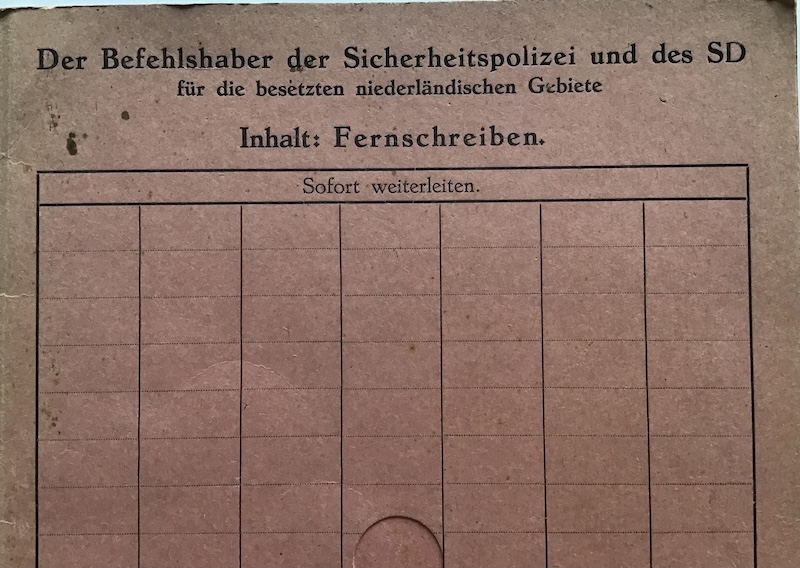 Der Befehlshaber der Sicherheitspolizei und des SD
für die besetzten niederländischen Gebiete
Inhalt: Fernschreiben.
Sofort weiterleiten.